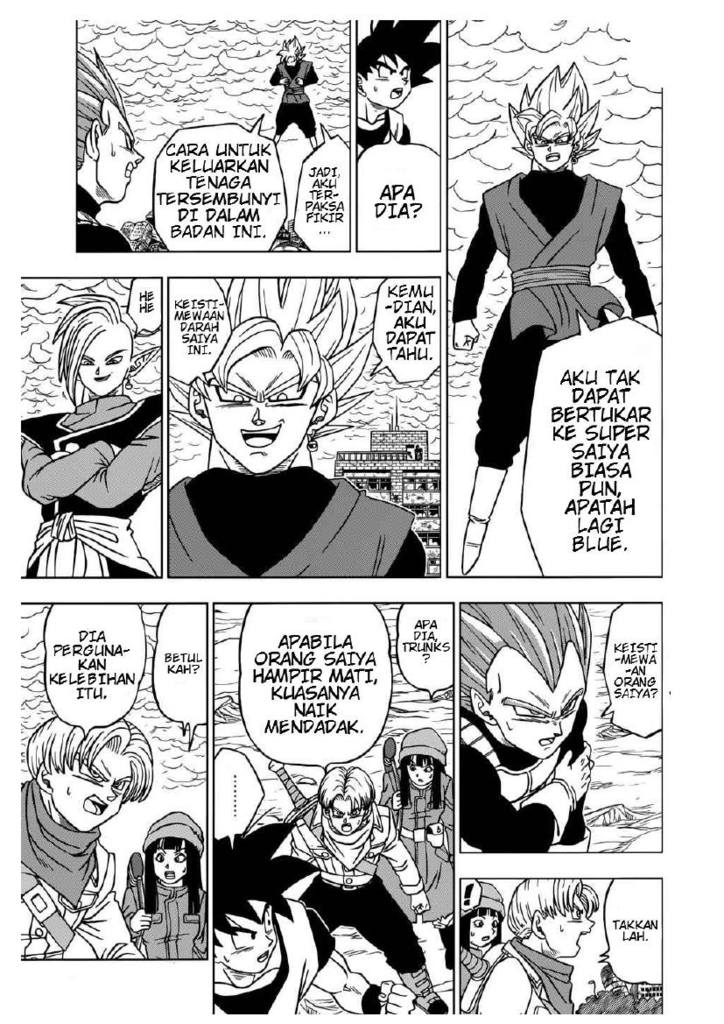 AKU TAK
DAPAT
BERTUKAR
KE SUPER
SAIYA
BIASA
PUN,
APATAH
LAGI
BLUE.
APA
DIA?
JADI,
AKU
TER-
PAKSA
FIKIR
...
CARA UNTUK
KELUARKAN
TENAGA
TERSEMBUNYI
DI DALAM
BADAN INI.
KEMU
-DIAN,
AKU
DAPAT
TAHU.
KEISTI-
MEWAAN
DARAH
SAIYA
INI.
HE
HE
KEISTI
-MEWA
-AN
ORANG
SAIYA?
TAKKAN
LAH.
!
APA
DIA,
TRUNKS
?
APABILA
ORANG SAIYA
HAMPIR MATI,
KUASANYA
NAIK
MENDADAK.
........
BETUL
KAH?
DIA
PERGUNA-
KAN
KELEBIHAN
ITU.